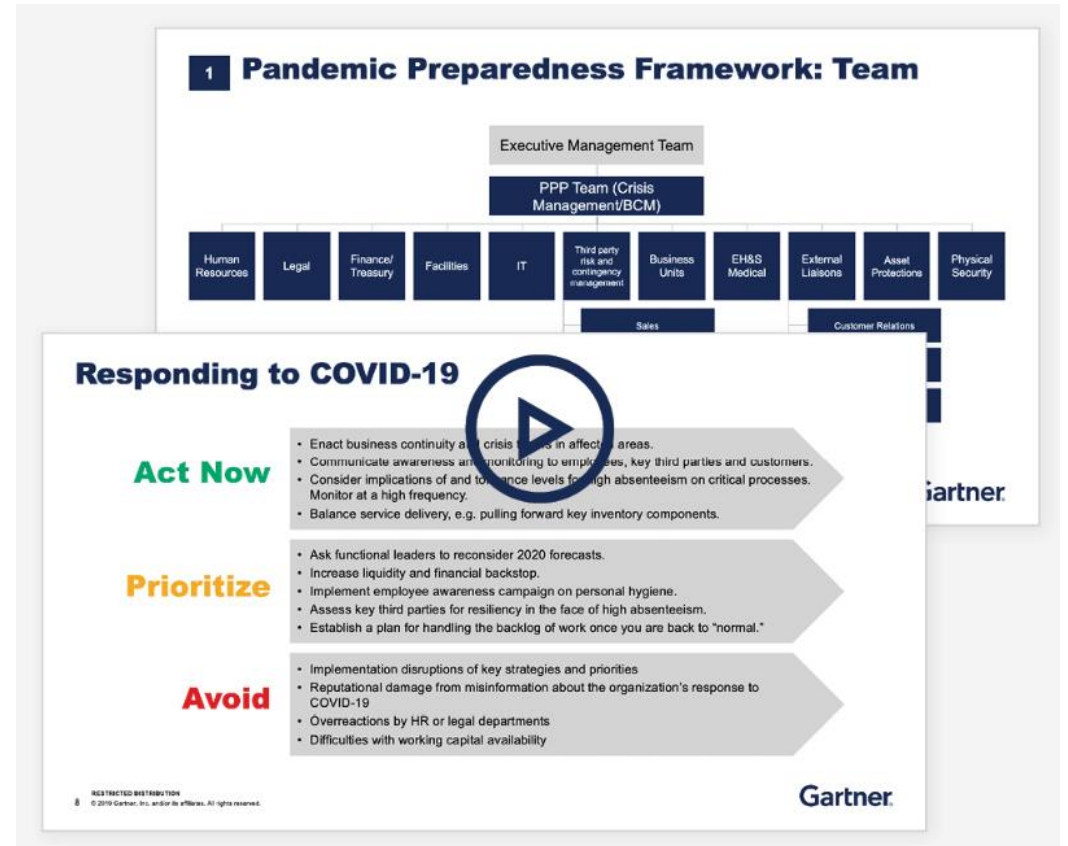 1
Pandemic Preparedness Framework: Team
Executive Management Team
PPP Team (Crisis
Management/BCM)
Human
Resources
Legal
Finance/
Treasury
Facilities
IT
Third party
risk and
contingency
management
Business
Units
EH&S
Medical
External
Liaisons
Asset
Protections
Physical
Security
Sales
Customer Relations
Gartner
Responding to COVID-19
Act Now
• Enact business continuity and crisis in affected areas.
• Communicate awareness and monitoring to employees, key third parties and customers.
• Consider implications of and tolerance levels for high absenteeism on critical processes.
Monitor at a high frequency.
• Balance service delivery, e.g. pulling forward key inventory components.
Prioritize
• Ask functional leaders to reconsider 2020 forecasts.
• Increase liquidity and financial backstop.
• Implement employee awareness campaign on personal hygiene.
• Assess key third parties for resiliency in the face of high absenteeism.
• Establish a plan for handling the backlog of work once you are back to “normal.”
Avoid
• Implementation disruptions of key strategies and priorities
• Reputational damage from misinformation about the organization’s response to
COVID-19
• Overreactions by HR or legal departments
• Difficulties with working capital availability
RESTRICTED DISTRIBUTION
8 © 2019 Gartner, Inc. and/or its affiliates. All rights reserved.
Gartner